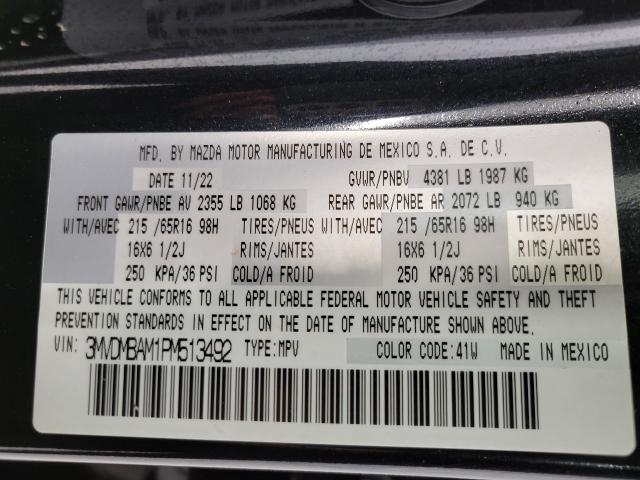 MFD. BY MAZDA MOTOR MANUFACTURING DE MEXICO S.A. DE C.V.
DATE 11/22 GVWR/PNBV 4381 LB 1987 KG
FRONT GAWR/PNBE AV 2355 LB 1068 KG REAR GAWR/PNBE AR 2072 LB 940 KG
WITH/AVEC 215 /65R16 98H TIRES/PNEUS WITH/AVEC 215 /65R16 98H TIRES/PNEUS
16X6 1/2J RIMS/JANTES 16X6 1/2J RIMS/JANTES
250 KPA/36 PSI COLD/A FROID 250 KPA/36 PSI COLD/A FROID
THIS VEHICLE CONFORMS TO ALL APPLICABLE FEDERAL MOTOR VEHICLE SAFETY AND THEFT
PREVENTION STANDARDS IN EFFECT ON THE DATE OF MANUFACTURE SHOWN ABOVE.
VIN: 3MVDMBAM1PM513492 TYPE:MPV COLOR CODE:41W MADE IN MEXICO